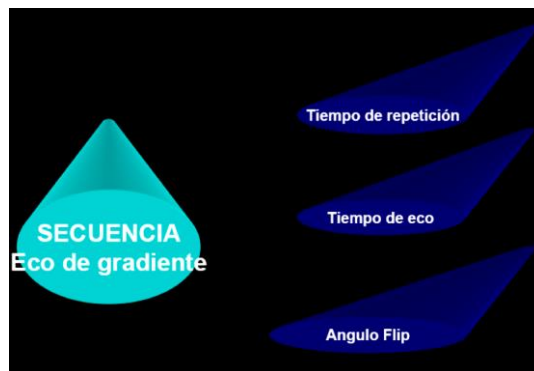 SECUENCIA
Eco de gradiente
Tiempo de repetición
Tiempo de eco
Angulo Flip